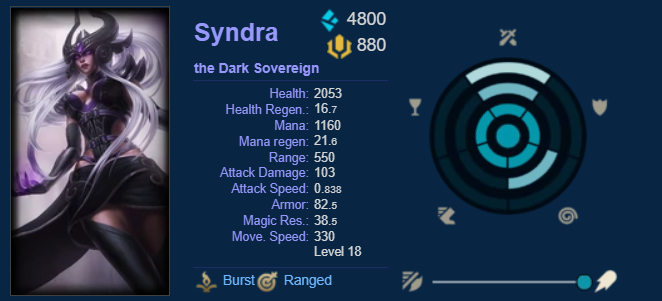 Syndra
4800
880
the Dark Sovereign
Health: 2053
Health Regen.: 16.7
Mana: 1160
Mana regen: 21.6
Range: 550
Attack Damage: 103
Attack Speed: 0.838
Armor: 82.5
Magic Res.: 38.5
Move. Speed: 330
Level 18
Burst Ranged